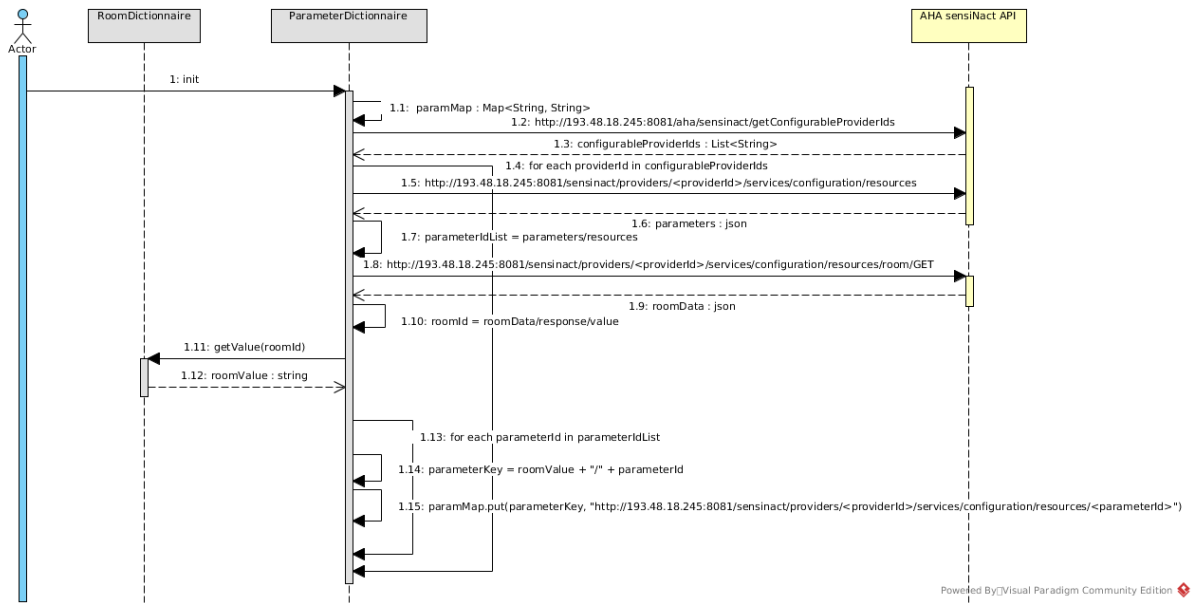 RoomDictionnaire
ParameterDictionnaire
AHA sensiNact API
Actor
1: init
1.1: paramMap : Map<String, String>
1.2: http://193.48.18.245:8081/aha/sensinact/getConfigurableProviderIds
1.3: configurableProviderIds : List<String>
1.4: for each providerId in configurableProviderIds
1.5: http://193.48.18.245:8081/sensinact/providers/<providerId>/services/configuration/resources
1.6: parameters : json
1.7: parameterIdList = parameters/resources
1.8: http://193.48.18.245:8081/sensinact/providers/<providerId>/services/configuration/resources/room/GET
1.9: roomData : json
1.10: roomId = roomData/response/value
1.11: getValue(roomId)
1.12: roomValue : string
1.13: for each parameterId in parameterIdList
1.14: parameterKey = roomValue + "/" + parameterId
1.15: paramMap.put(parameterKey, "http://193.48.18.245:8081/sensinact/providers/<providerId>/services/configuration/resources/<parameterId>")
Powered By Visual Paradigm Community Edition